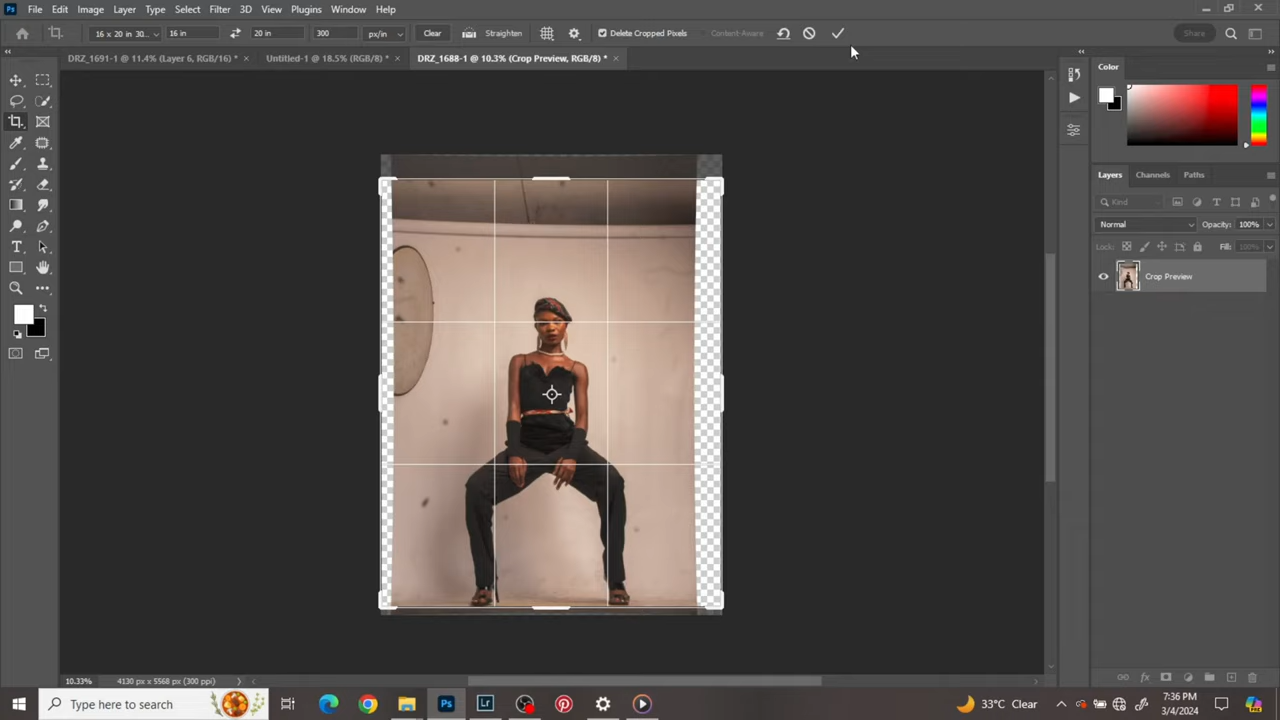 Ps File Edit Image Layer Type Select Filter 3D View Plugins Window Help
16 x 20 in 30... 16 in 20 in 300 px/in Clear Straighten Delete Cropped Pixels Content-Aware Share
DRZ_1691-1 @ 11.4% (Layer 6, RGB/16) * × Untitled-1 @ 18.5% (RGB/8) * × DRZ_1688-1 @ 10.3% (Crop Preview, RGB/8) * ×
Color
Layers Channels Paths
Kind
Normal Opacity: 100%
Lock: Fill: 100%
Crop Preview
10.33% 4130 px x 5568 px (300 ppi)
Type here to search Ps Lr 33°C Clear 7:36 PM
3/4/2024